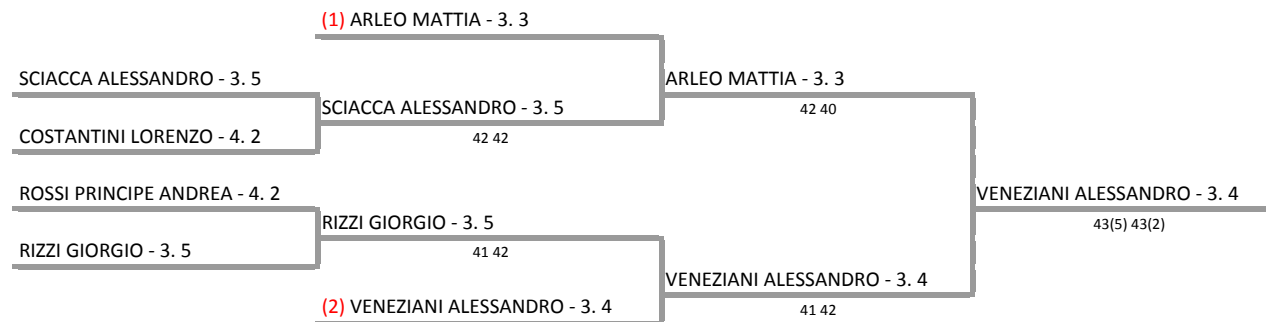 (1) ARLEO MATTIA - 3. 3
SCIACCA ALESSANDRO - 3. 5
ARLEO MATTIA - 3. 3
SCIACCA ALESSANDRO - 3. 5
42 40
COSTANTINI LORENZO - 4. 2
42 42
ROSSI PRINCIPE ANDREA - 4. 2
VENEZIANI ALESSANDRO - 3. 4
RIZZI GIORGIO - 3. 5
43(5) 43(2)
RIZZI GIORGIO - 3. 5
41 42
VENEZIANI ALESSANDRO - 3. 4
(2) VENEZIANI ALESSANDRO - 3. 4
41 42